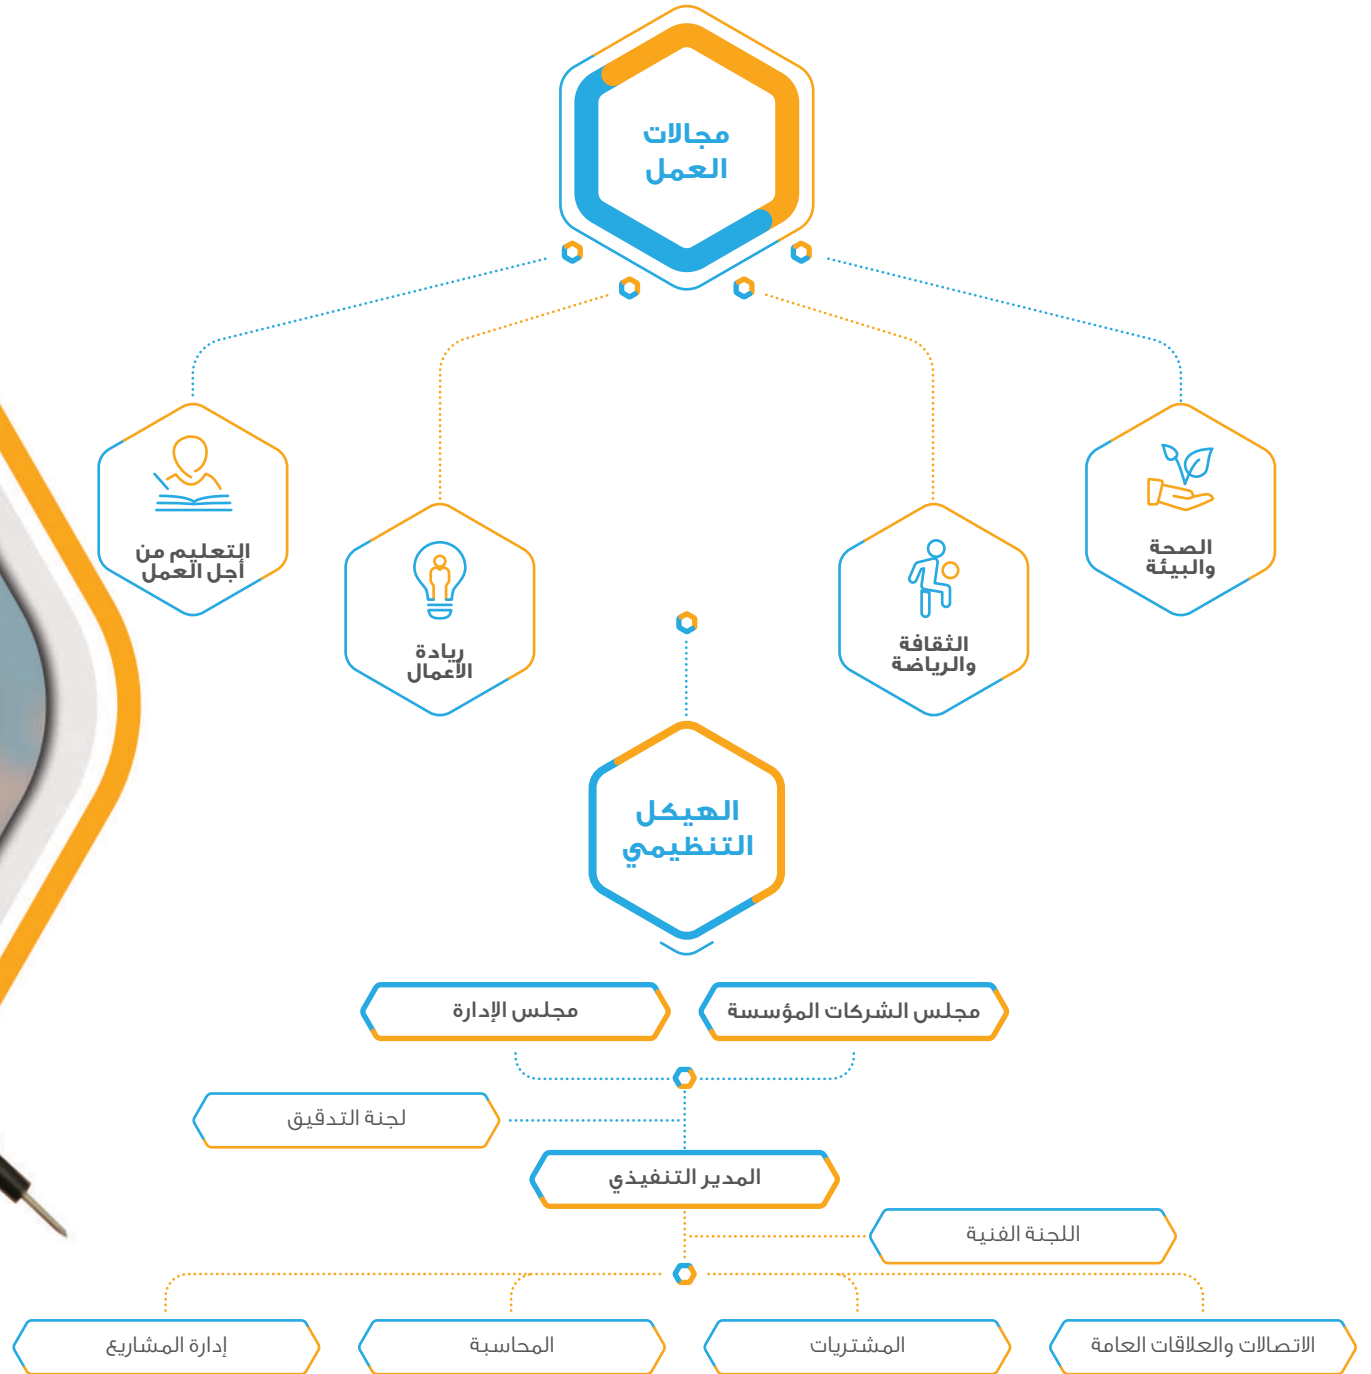 مجالات
العمل
الصحة
والبيئة
الثقافة
والرياضة
ريادة
الأعمال
التعليم من
أجل العمل
الهيكل
التنظيمي
مجلس الشركات المؤسسة
مجلس الإدارة
لجنة التدقيق
المدير التنفيذي
اللجنة الفنية
الاتصالات والعلاقات العامة
المشتريات
المحاسبة
إدارة المشاريع